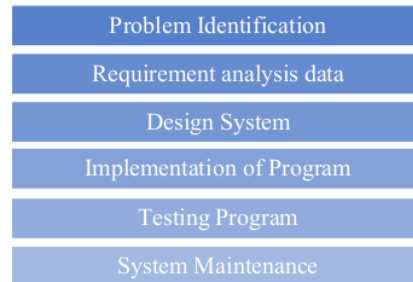 Problem Identification
Requirement analysis data
Design System
Implementation of Program
Testing Program
System Maintenance